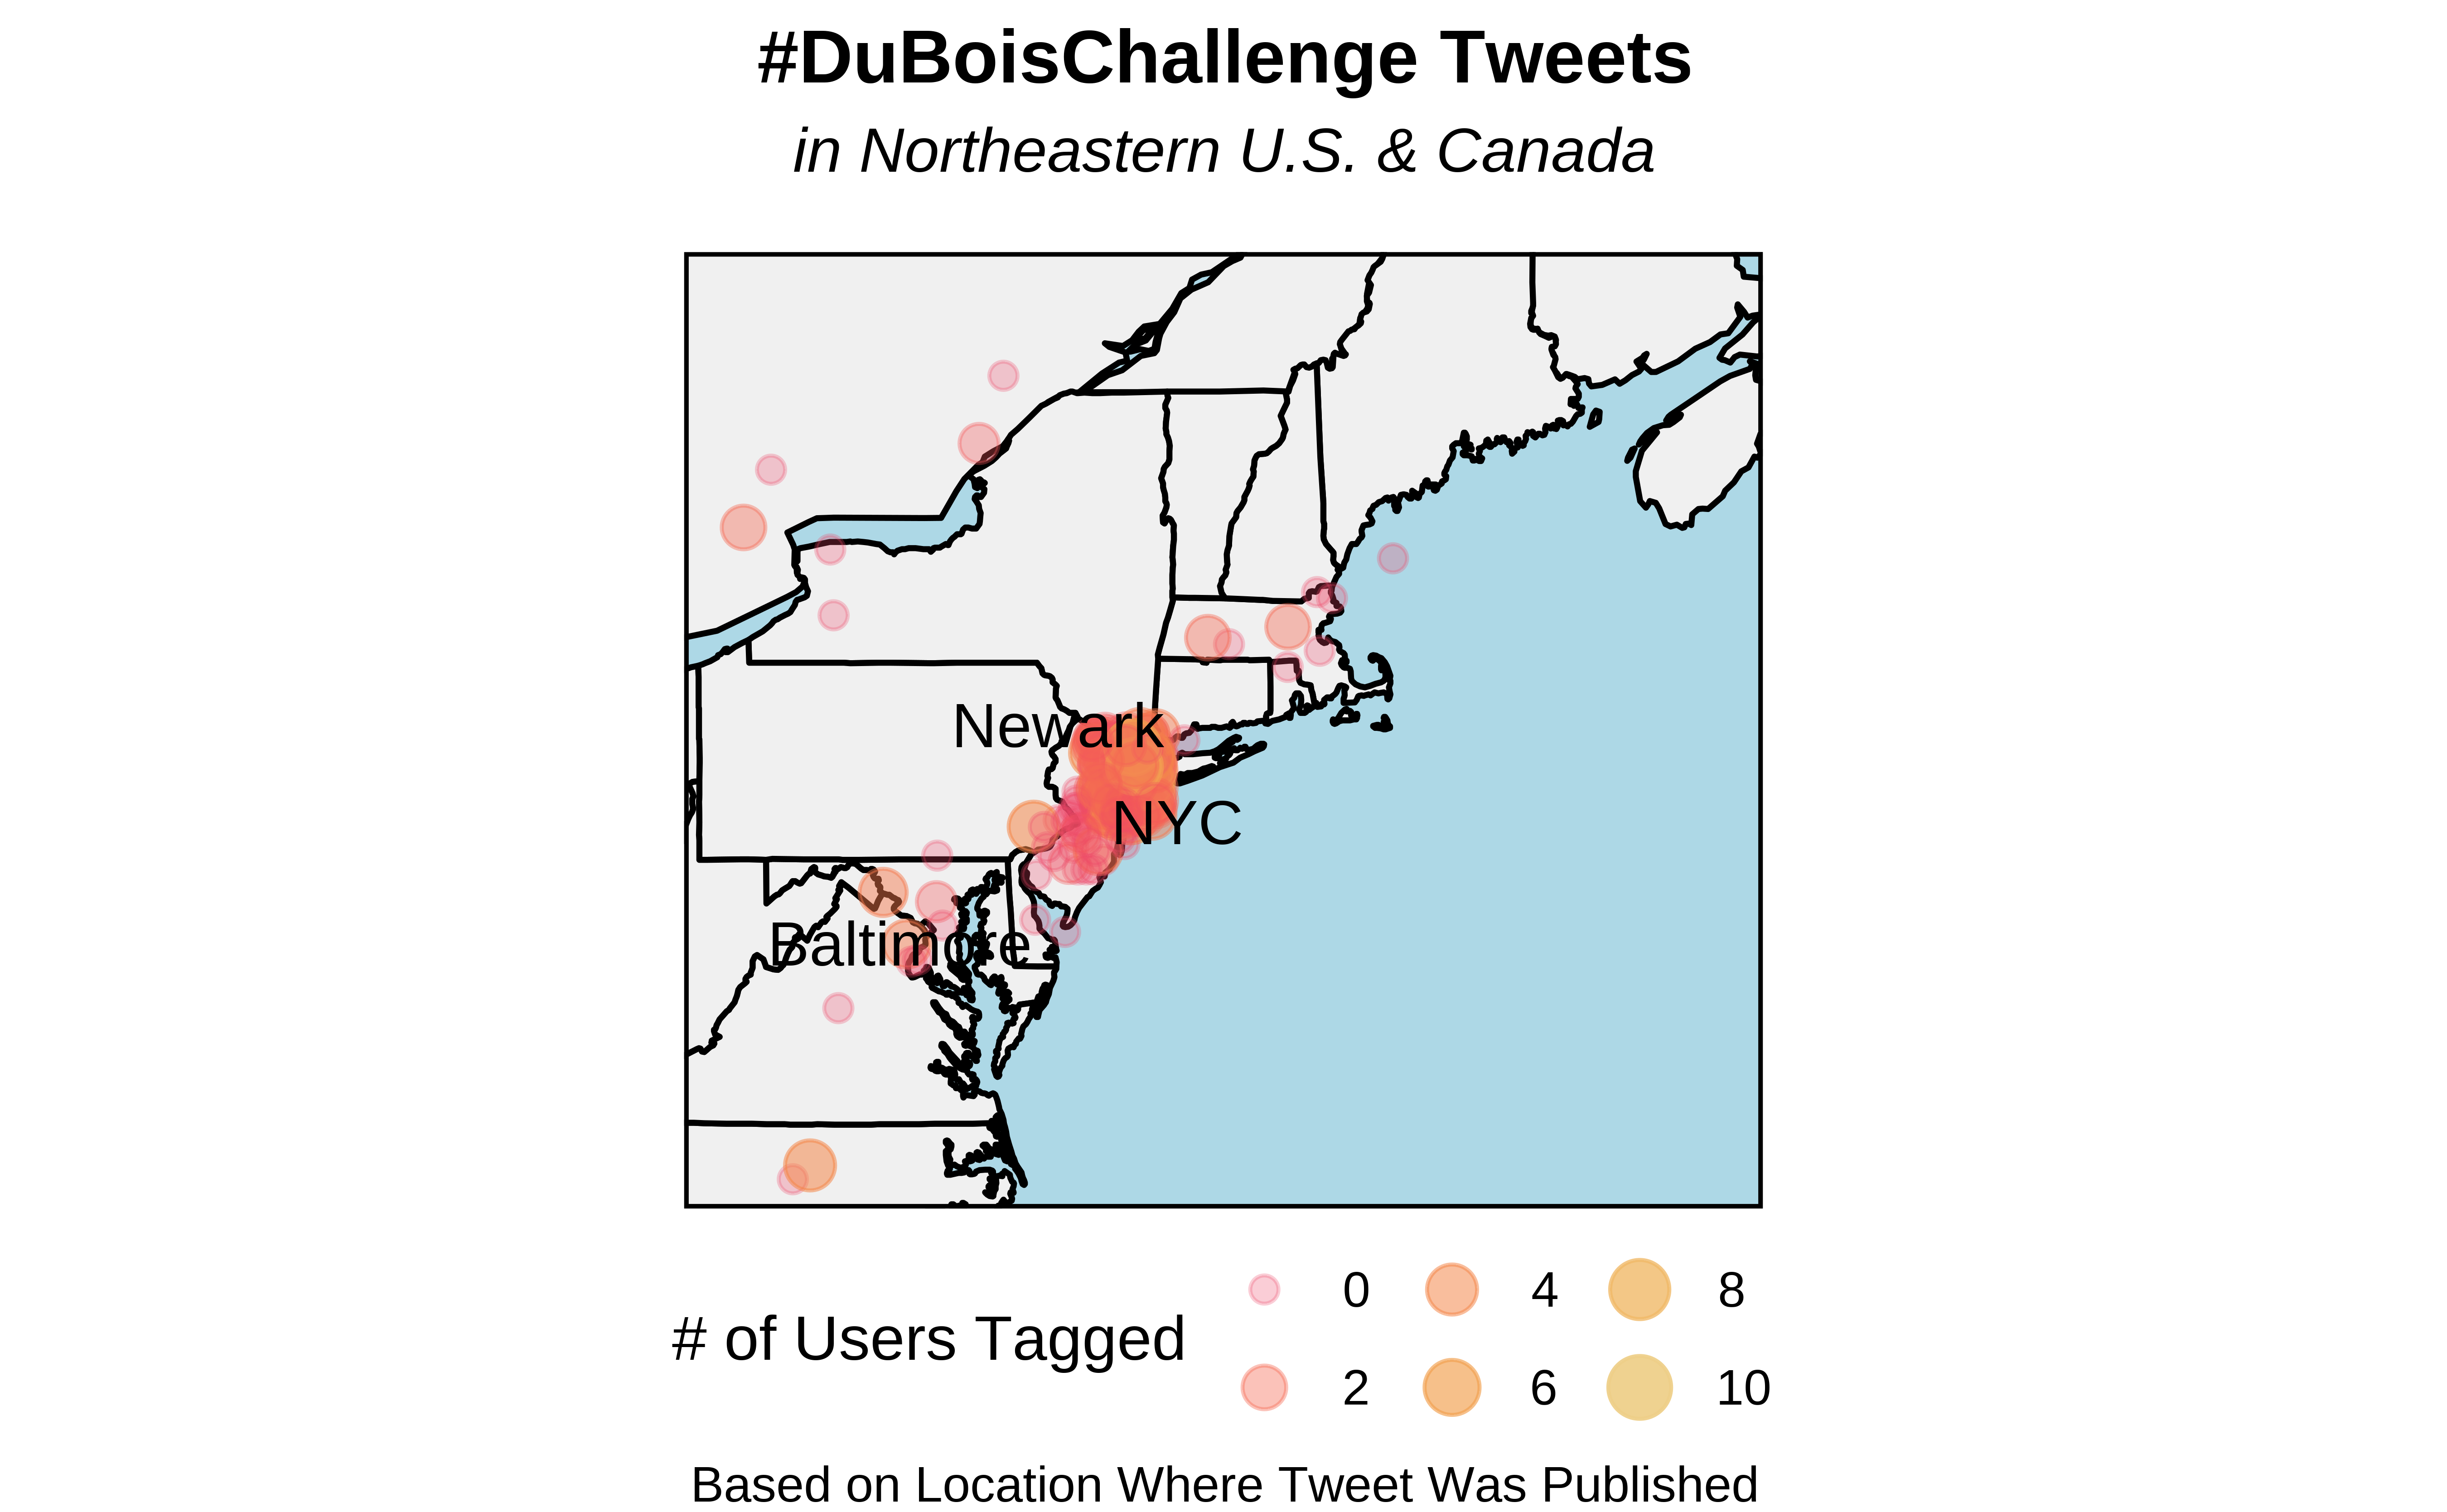 #DuBoisChallenge Tweets
in Northeastern U.S. & Canada
Newark
NYC
Baltimore
# of Users Tagged
0 4 8
2 6 10
Based on Location Where Tweet Was Published